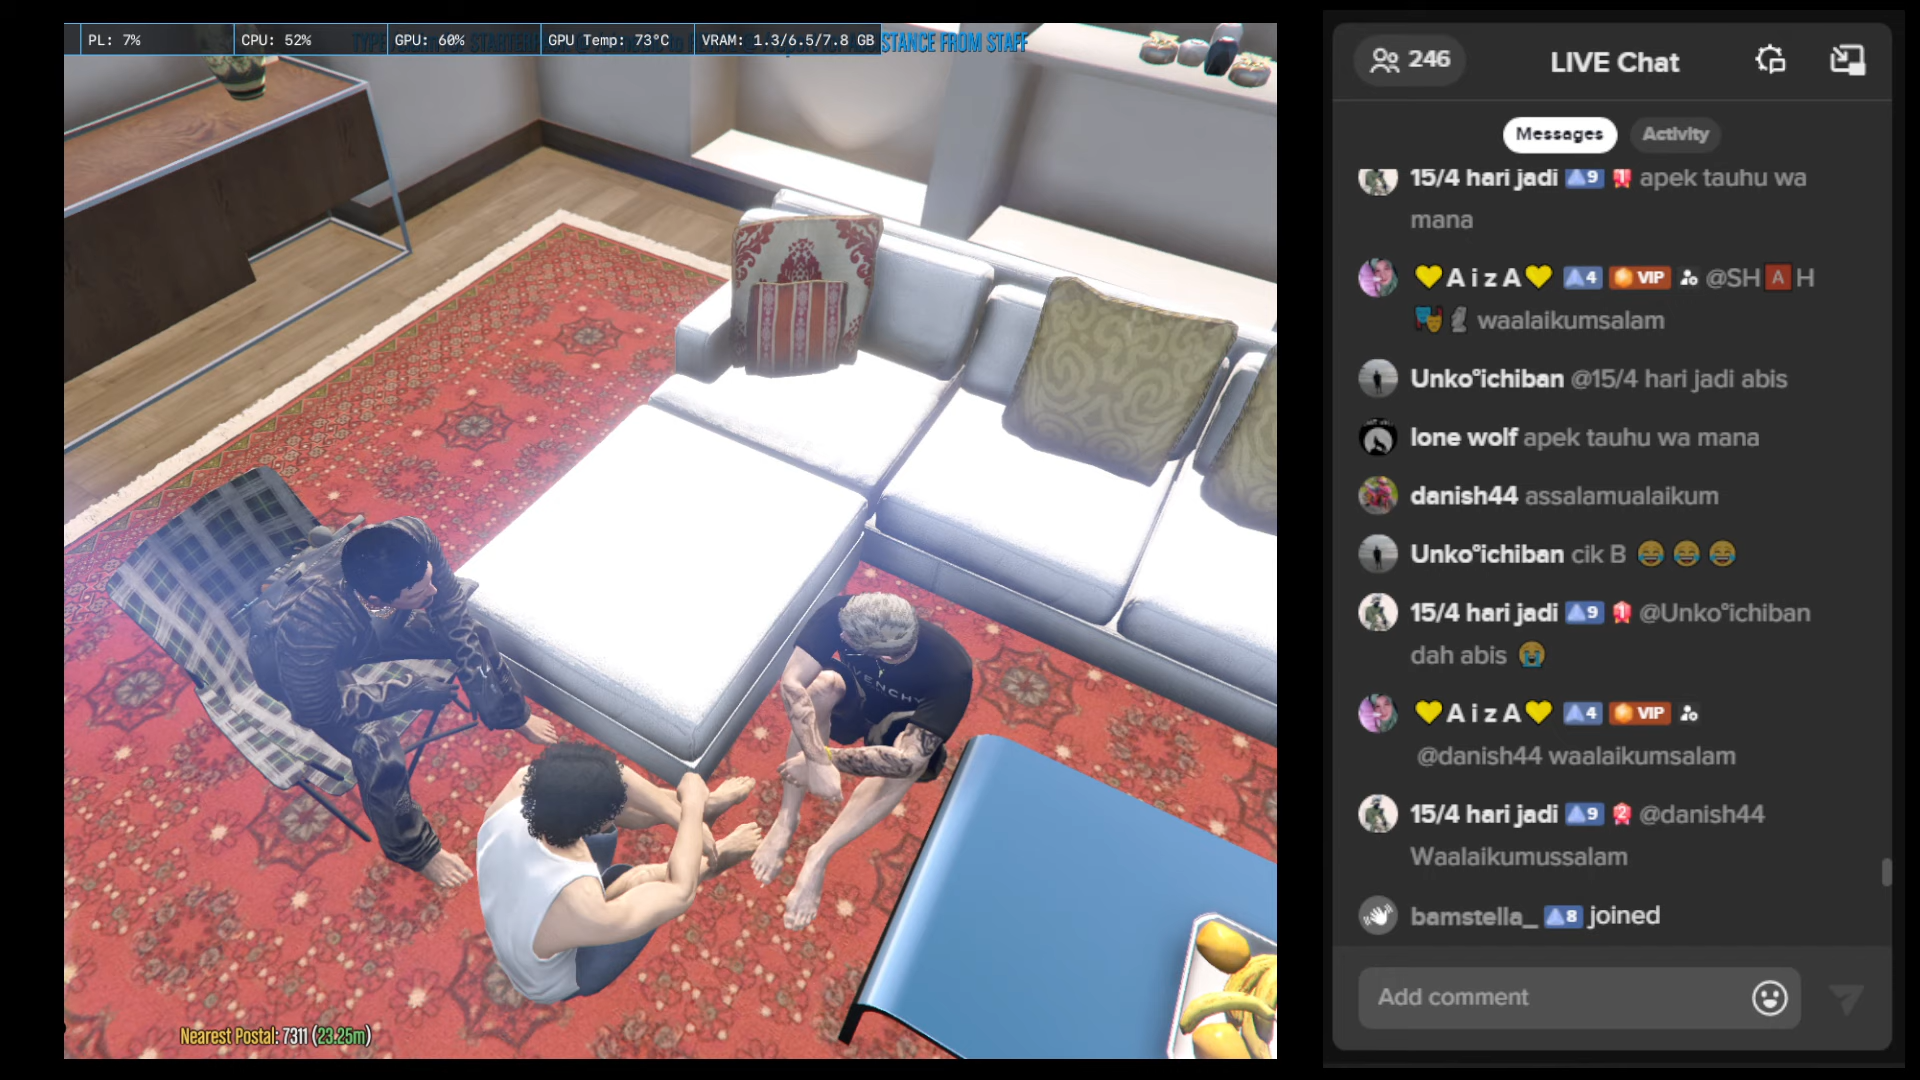 PL: 7%
CPU: 52%
GPU: 60%
GPU Temp: 73°C
VRAM: 1.3/6.5/7.8 GB
STANCE FROM STAFF
VENCHY
Nearest Postal: 7311 (23.25m)
246
LIVE Chat
Messages
Activity
15/4 hari jadi 9 1 apek tauhu wa
mana
💛A i z A💛 4 VIP @SH🅰H
🎭 waalaikumsalam
Unko°ichiban @15/4 hari jadi abis
lone wolf apek tauhu wa mana
danish44 assalamualaikum
Unko°ichiban cik B 😂 😂 😂
15/4 hari jadi 9 1 @Unko°ichiban
dah abis 😭
💛A i z A💛 4 VIP
@danish44 waalaikumsalam
15/4 hari jadi 9 2 @danish44
Waalaikumussalam
bamstella_ 8 joined
Add comment